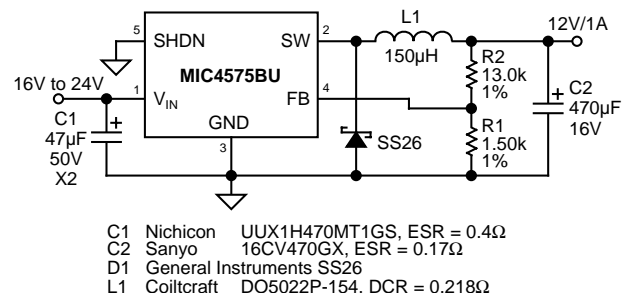 L1
12V/1A
5
SHDN
SW
2
150µH
R2
13.0k
1%
MIC4575BU
16V to 24V
1
VIN
FB
4
C2
470µF
16V
C1
47µF
50V
X2
GND
3
SS26
R1
1.50k
1%
C1 Nichicon UUX1H470MT1GS, ESR = 0.4Ω
C2 Sanyo 16CV470GX, ESR = 0.17Ω
D1 General Instruments SS26
L1 Coiltcraft DO5022P-154, DCR = 0.218Ω